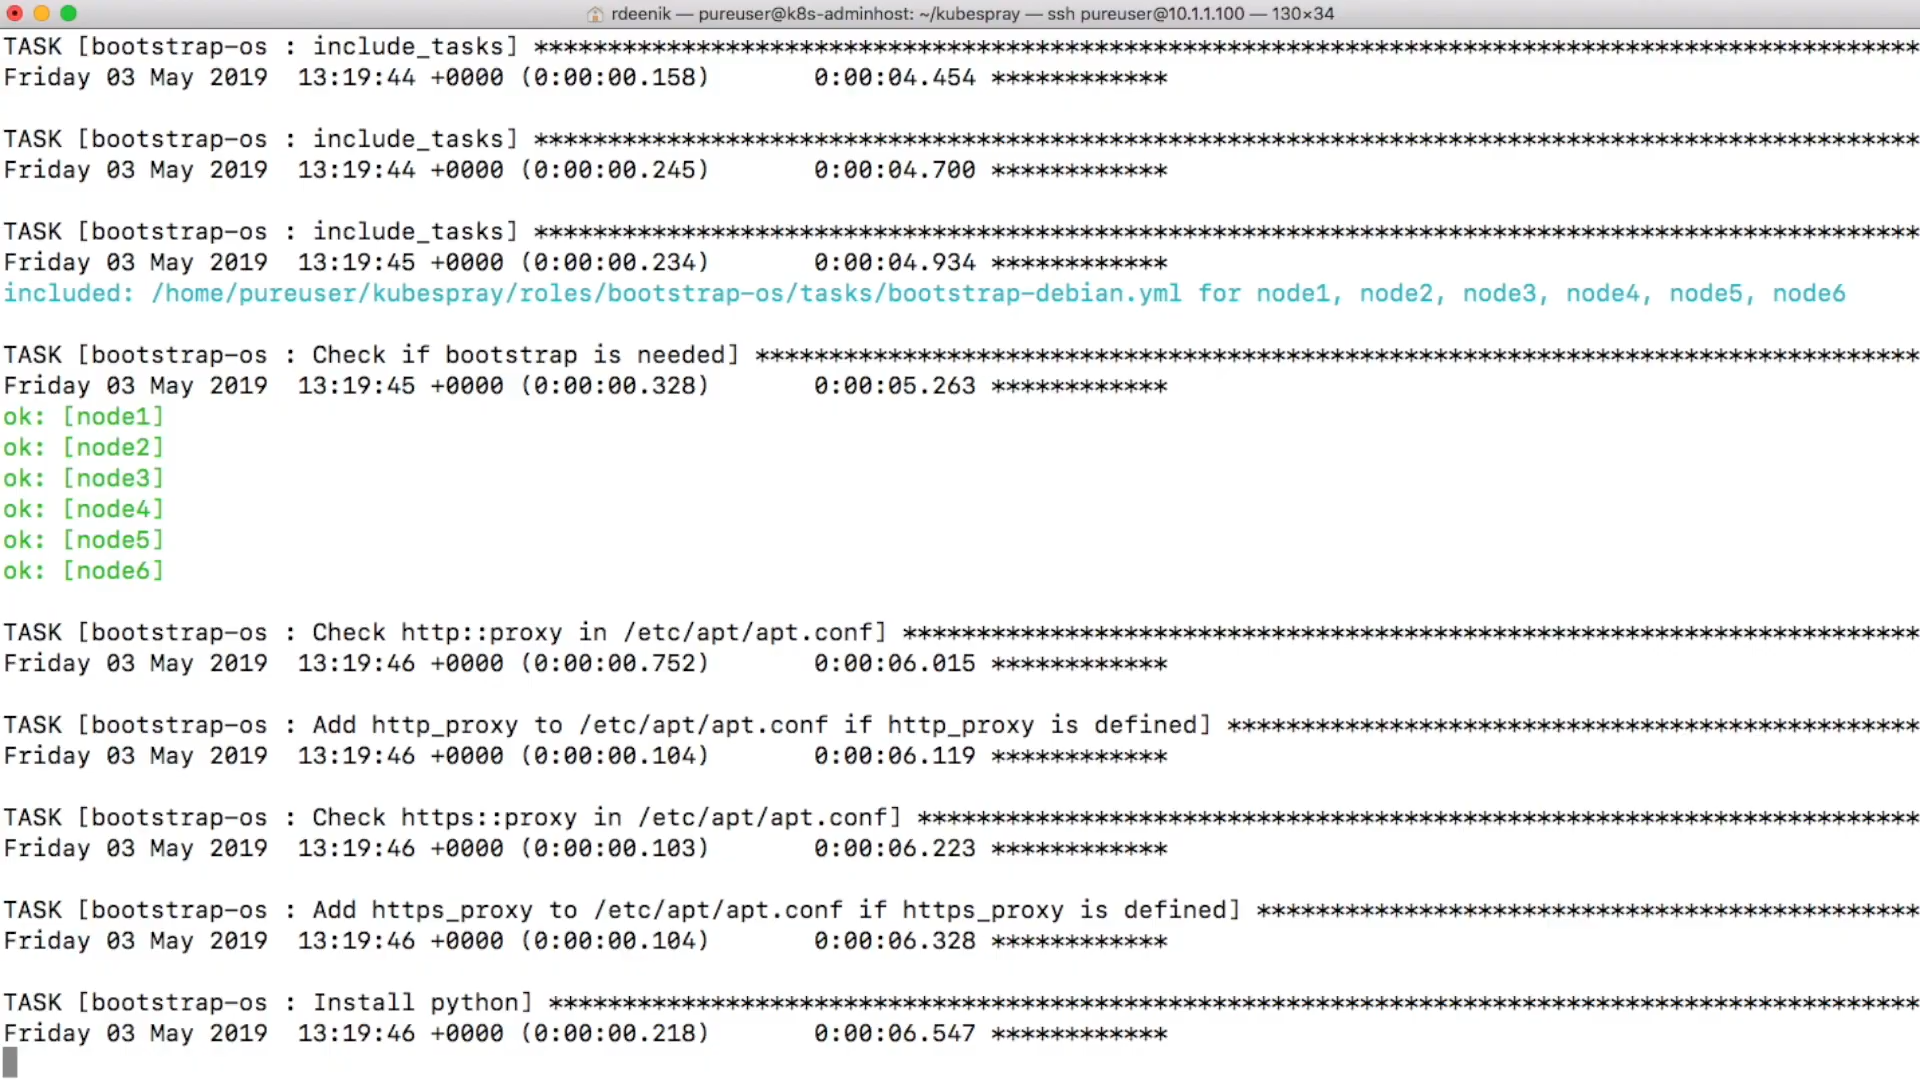 rdeenik — pureuser@k8s-adminhost: ~/kubespray — ssh pureuser@10.1.1.100 — 130×34
TASK [bootstrap-os : include_tasks] **********************************************************************************************
Friday 03 May 2019  13:19:44 +0000 (0:00:00.158)       0:00:04.454 ************
TASK [bootstrap-os : include_tasks] **********************************************************************************************
Friday 03 May 2019  13:19:44 +0000 (0:00:00.245)       0:00:04.700 ************
TASK [bootstrap-os : include_tasks] **********************************************************************************************
Friday 03 May 2019  13:19:45 +0000 (0:00:00.234)       0:00:04.934 ************
included: /home/pureuser/kubespray/roles/bootstrap-os/tasks/bootstrap-debian.yml for node1, node2, node3, node4, node5, node6
TASK [bootstrap-os : Check if bootstrap is needed] *******************************************************************************
Friday 03 May 2019  13:19:45 +0000 (0:00:00.328)       0:00:05.263 ************
ok: [node1]
ok: [node2]
ok: [node3]
ok: [node4]
ok: [node5]
ok: [node6]
TASK [bootstrap-os : Check http::proxy in /etc/apt/apt.conf] *********************************************************************
Friday 03 May 2019  13:19:46 +0000 (0:00:00.752)       0:00:06.015 ************
TASK [bootstrap-os : Add http_proxy to /etc/apt/apt.conf if http_proxy is defined] ***********************************************
Friday 03 May 2019  13:19:46 +0000 (0:00:00.104)       0:00:06.119 ************
TASK [bootstrap-os : Check https::proxy in /etc/apt/apt.conf] ********************************************************************
Friday 03 May 2019  13:19:46 +0000 (0:00:00.103)       0:00:06.223 ************
TASK [bootstrap-os : Add https_proxy to /etc/apt/apt.conf if https_proxy is defined] *********************************************
Friday 03 May 2019  13:19:46 +0000 (0:00:00.104)       0:00:06.328 ************
TASK [bootstrap-os : Install python] *********************************************************************************************
Friday 03 May 2019  13:19:46 +0000 (0:00:00.218)       0:00:06.547 ************